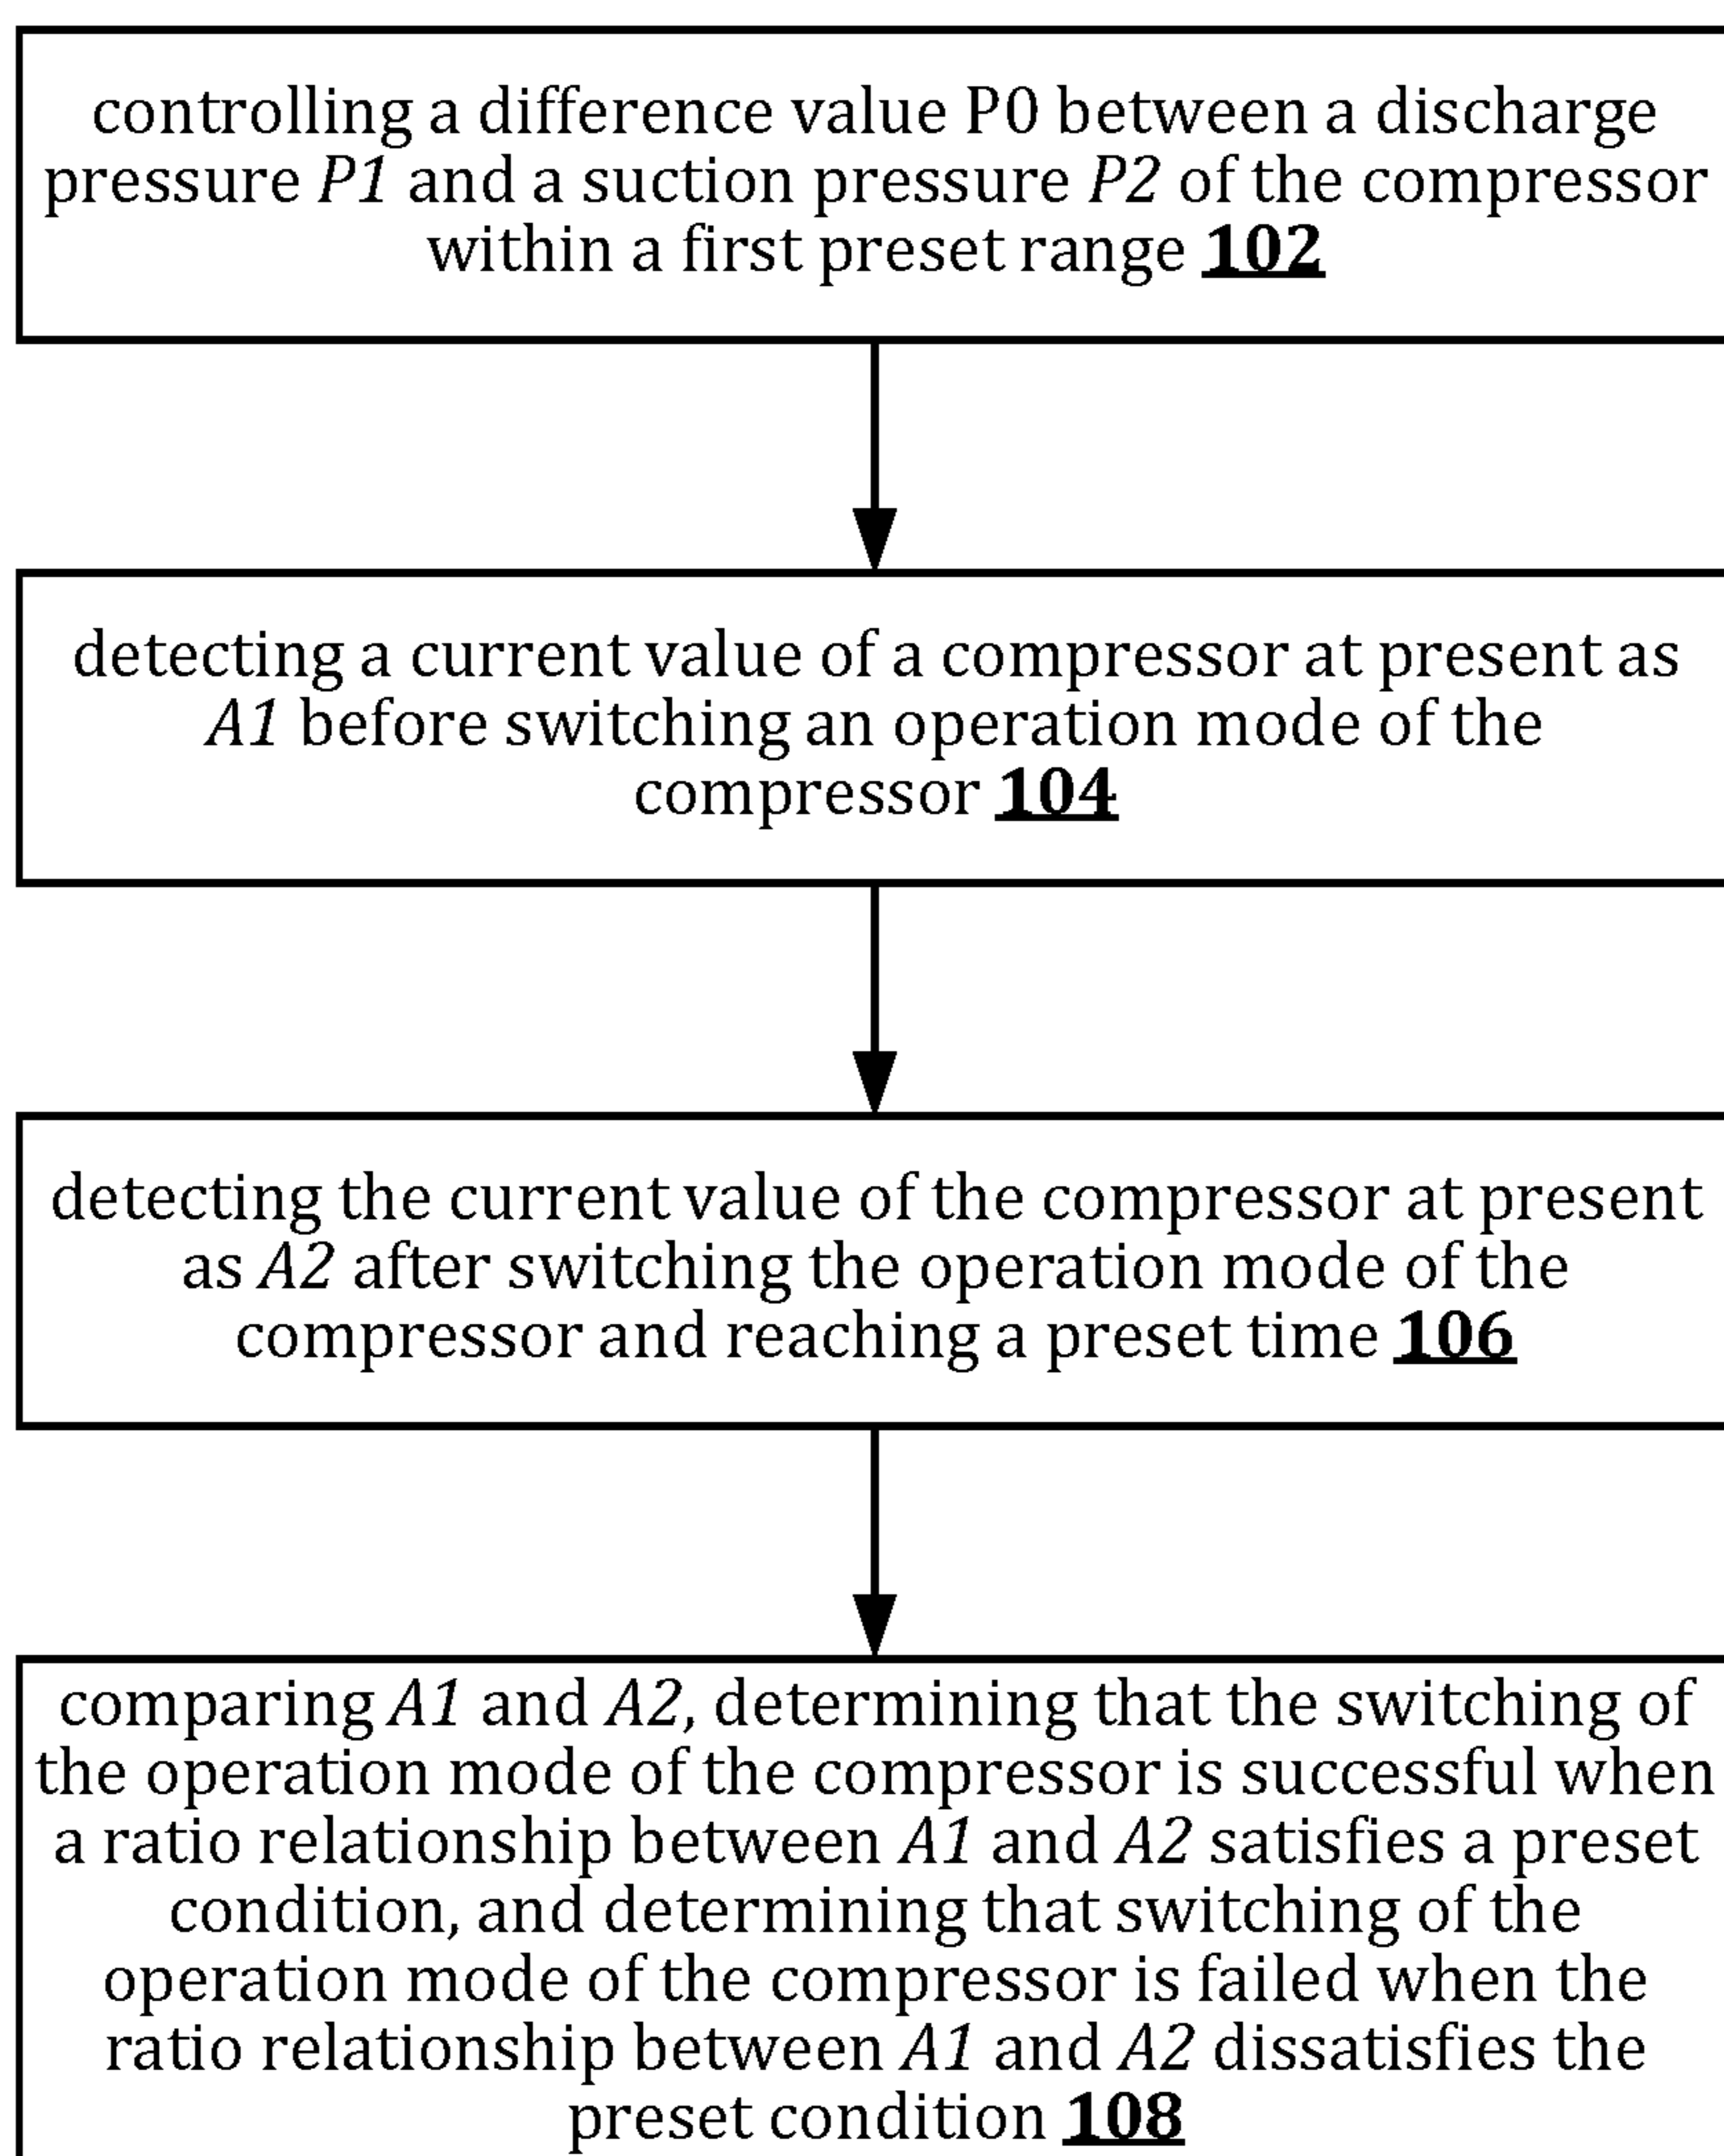 controlling a difference value P0 between a discharge
pressure P1 and a suction pressure P2 of the compressor
within a first preset range 102
detecting a current value of a compressor at present as
A1 before switching an operation mode of the
compressor 104
detecting the current value of the compressor at present
as A2 after switching the operation mode of the
compressor and reaching a preset time 106
comparing A1 and A2, determining that the switching of
the operation mode of the compressor is successful when
a ratio relationship between A1 and A2 satisfies a preset
condition, and determining that switching of the
operation mode of the compressor is failed when the
ratio relationship between A1 and A2 dissatisfies the
preset condition 108